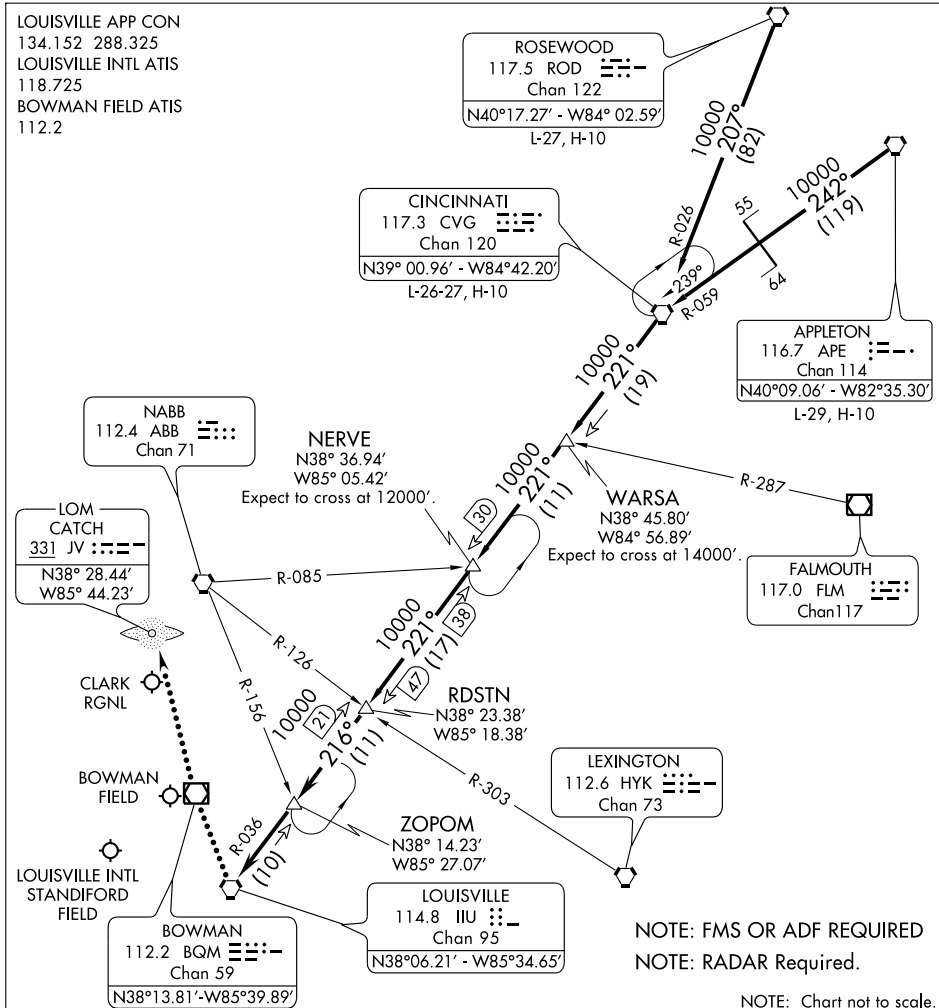 LOUISVILLE APP CON
134.152 288.325
LOUISVILLE INTL ATIS
118.725
BOWMAN FIELD ATIS
112.2
ROSEWOOD
117.5 ROD
Chan 122
N40°17.27' - W84° 02.59'
L-27, H-10
10000
207°
(82)
R-026
10000
242°
(119)
55
64
R-059
239°
CINCINNATI
117.3 CVG
Chan 120
N39° 00.96' - W84°42.20'
L-26-27, H-10
APPLETON
116.7 APE
Chan 114
N40°09.06' - W82°35.30'
L-29, H-10
10000
221°
(19)
NABB
112.4 ABB
Chan 71
NERVE
N38° 36.94'
W85° 05.42'
Expect to cross at 12000'.
10000
221°
(11)
30
WARSA
N38° 45.80'
W84° 56.89'
Expect to cross at 14000'.
R-287
FALMOUTH
117.0 FLM
Chan117
LOM
CATCH
331 JV
N38° 28.44'
W85° 44.23'
R-085
R-126
R-156
10000
221°
(17)
38
47
RDSTN
N38° 23.38'
W85° 18.38'
CLARK
RGNL
10000
21
216°
(11)
R-303
LEXINGTON
112.6 HYK
Chan 73
BOWMAN
FIELD
ZOPOM
N38° 14.23'
W85° 27.07'
R-036
(10)
LOUISVILLE INTL
STANDIFORD
FIELD
LOUISVILLE
114.8 IIU
Chan 95
N38°06.21' - W85°34.65'
BOWMAN
112.2 BQM
Chan 59
N38°13.81'-W85°39.89'
NOTE: FMS OR ADF REQUIRED
NOTE: RADAR Required.
NOTE: Chart not to scale.